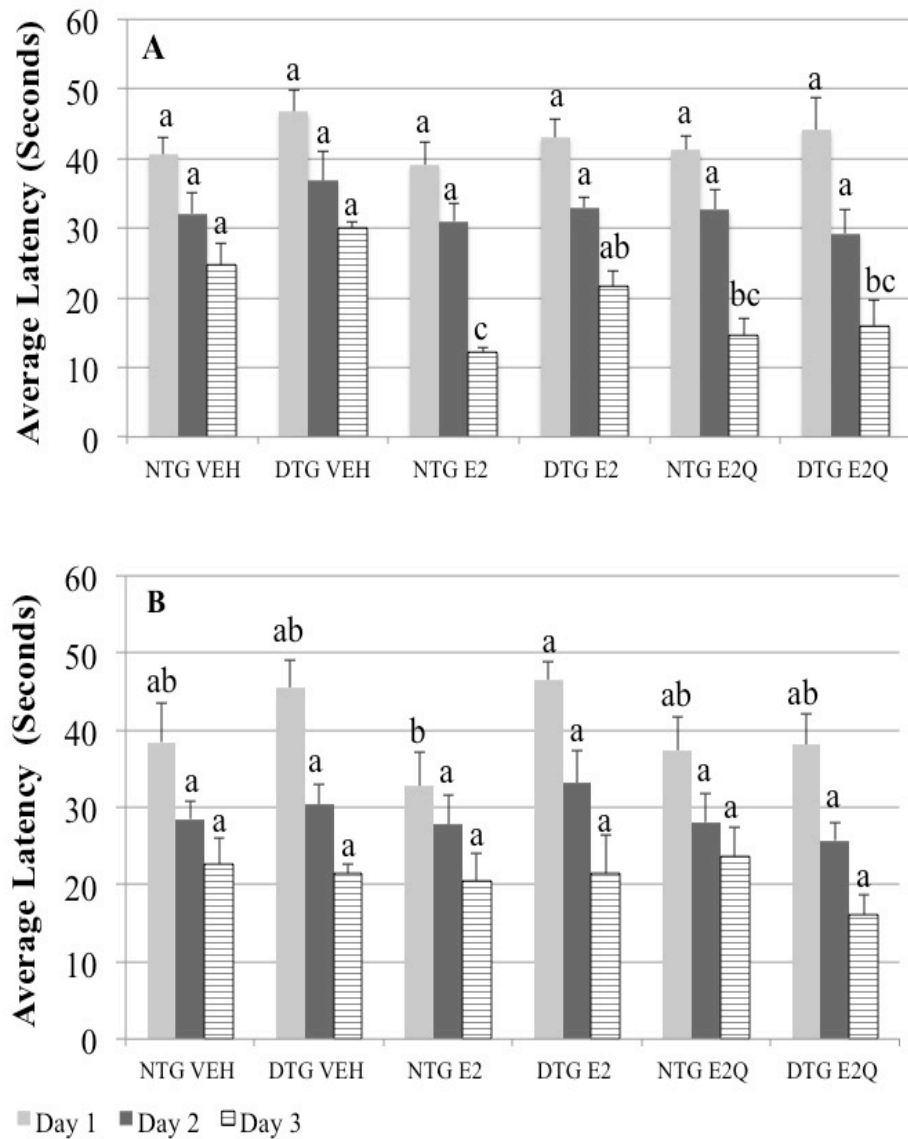 A
Average Latency (Seconds)
60
50
40
30
20
10
0
a a a a a a
a a a a a a
a a c ab bc bc
NTG VEH DTG VEH NTG E2 DTG E2 NTG E2Q DTG E2Q
B
Average Latency (Seconds)
60
50
40
30
20
10
0
ab ab b a ab ab
a a a a a a
a a a a a a
NTG VEH DTG VEH NTG E2 DTG E2 NTG E2Q DTG E2Q
Day 1 Day 2 Day 3